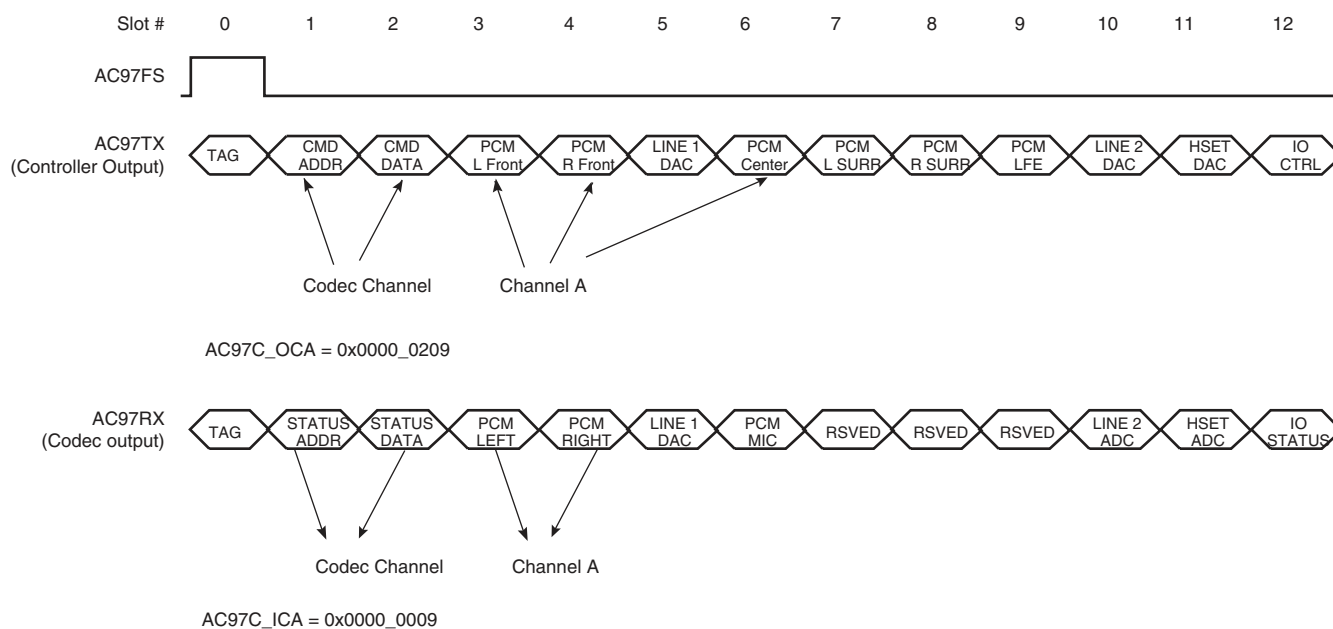 Slot # 0 1 2 3 4 5 6 7 8 9 10 11 12
AC97FS
AC97TX
(Controller Output)
TAG
CMD
ADDR
CMD
DATA
PCM
L Front
PCM
R Front
LINE 1
DAC
PCM
Center
PCM
L SURR
PCM
R SURR
PCM
LFE
LINE 2
DAC
HSET
DAC
IO
CTRL
Codec Channel
Channel A
AC97C_OCA = 0x0000_0209
AC97RX
(Codec output)
TAG
STATUS
ADDR
STATUS
DATA
PCM
LEFT
PCM
RIGHT
LINE 1
DAC
PCM
MIC
RSVED
RSVED
RSVED
LINE 2
ADC
HSET
ADC
IO
STATUS
Codec Channel
Channel A
AC97C_ICA = 0x0000_0009